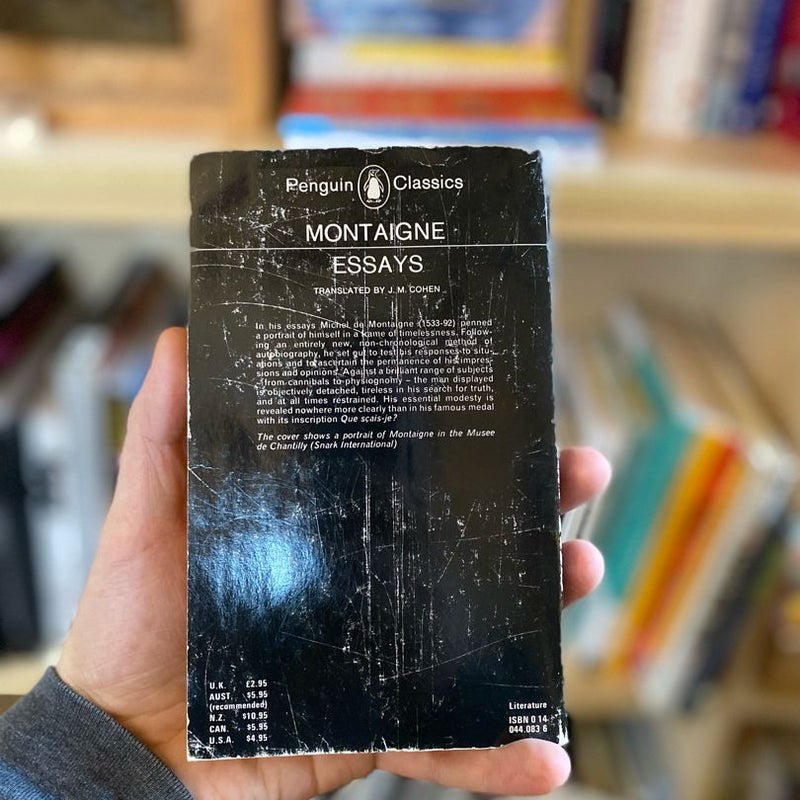 Penguin Classics
MONTAIGNE
ESSAYS
TRANSLATED BY J. M. COHEN
In his essays Michel de Montaigne (1533-92) penned
a portrait of himself in a frame of timelessness. Follow-
ing an entirely new, non-chronological method of
autobiography, he set out to test his responses to situ-
ations and to ascertain the permanence of his impres-
sions and opinions. Against a brilliant range of subjects
– from cannibals to physiognomy – the man displayed
is objectively detached, tireless in his search for truth,
and at all times restrained. His essential modesty is
revealed nowhere more clearly than in his famous medal
with its inscription Que sçais-je?
The cover shows a portrait of Montaigne in the Musee
de Chantilly (Snark International)
U.K. £2.95
AUST. $5.95
(recommended)
N.Z. $10.95
CAN. $5.95
U.S.A. $4.95
Literature
ISBN 0 14
044.083 6